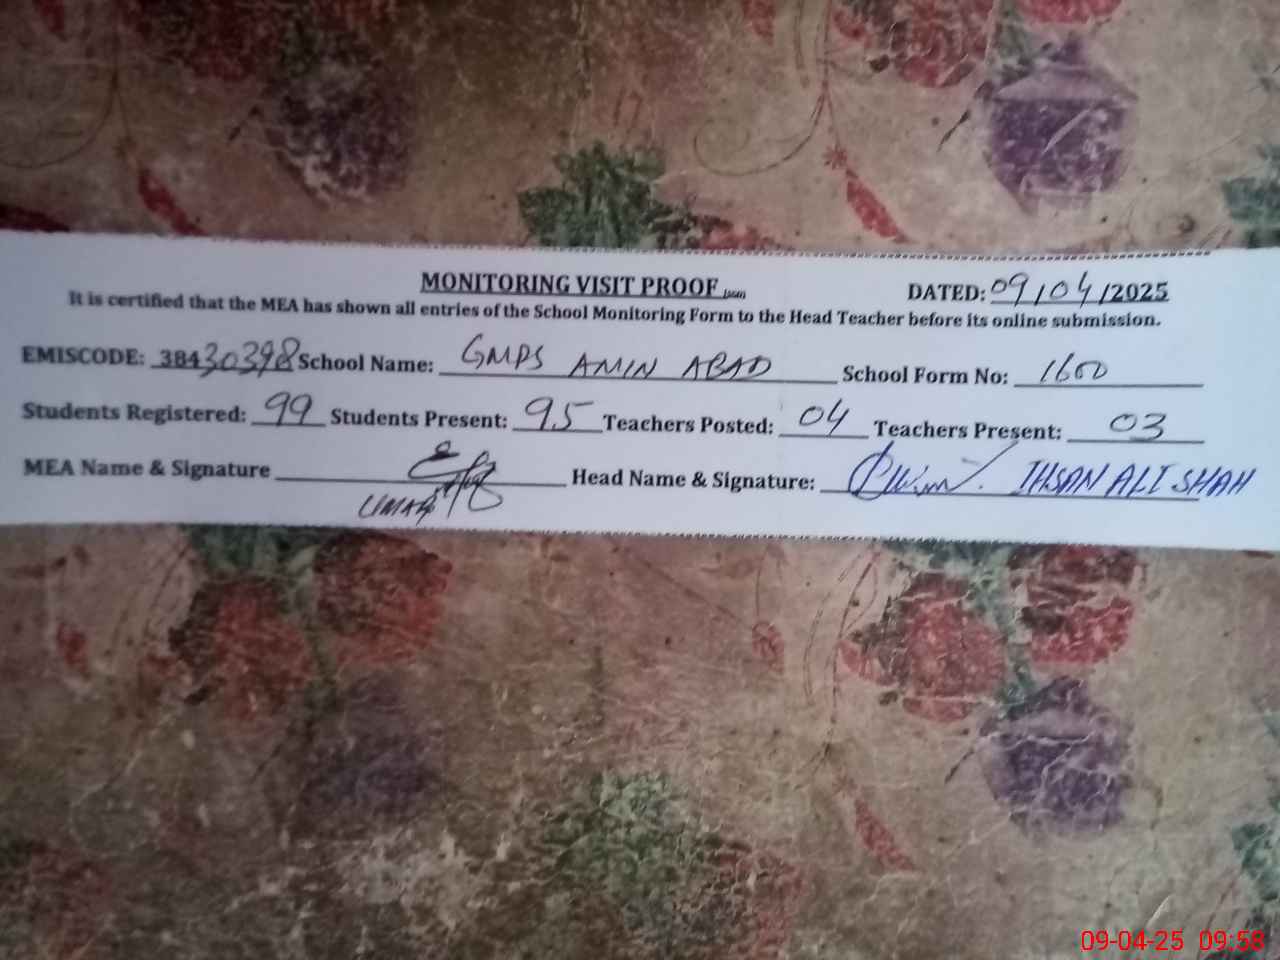 MONITORING VISIT PROOF DATED: 09/04/2025
It is certified that the MEA has shown all entries of the School Monitoring Form to the Head Teacher before its online submission.
EMISCODE: 38430398 School Name: GMPS AMIN ABAD School Form No: 1600
Students Registered: 99 Students Present: 95 Teachers Posted: 04 Teachers Present: 03
MEA Name & Signature Head Name & Signature: IHSAN ALI SHAH
UMAR
09-04-25 09:58